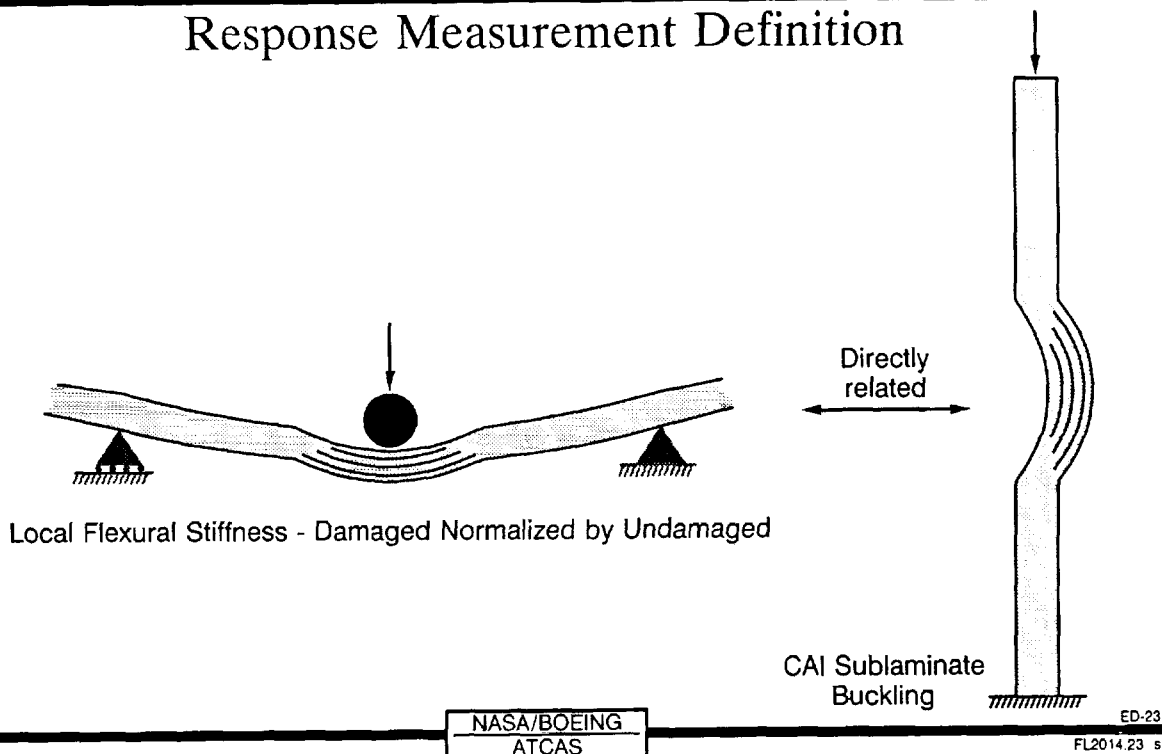 Response Measurement Definition
Directly
related
Local Flexural Stiffness - Damaged Normalized by Undamaged
CAI Sublaminate
Buckling
NASA/BOEING
ATCAS
ED-23
FL2014.23 s